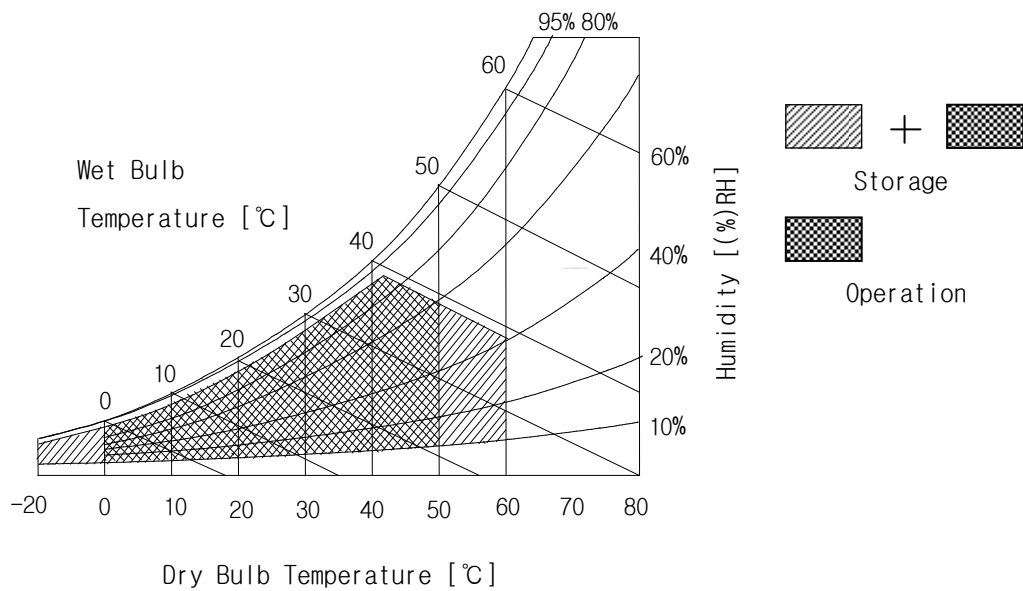 95% 80%
60
50
40
30
20
10
0
Wet Bulb
Temperature [℃]
60%
40%
20%
10%
Humidity [(%)RH]
-20 0 10 20 30 40 50 60 70 80
Dry Bulb Temperature [℃]
+
Storage
Operation